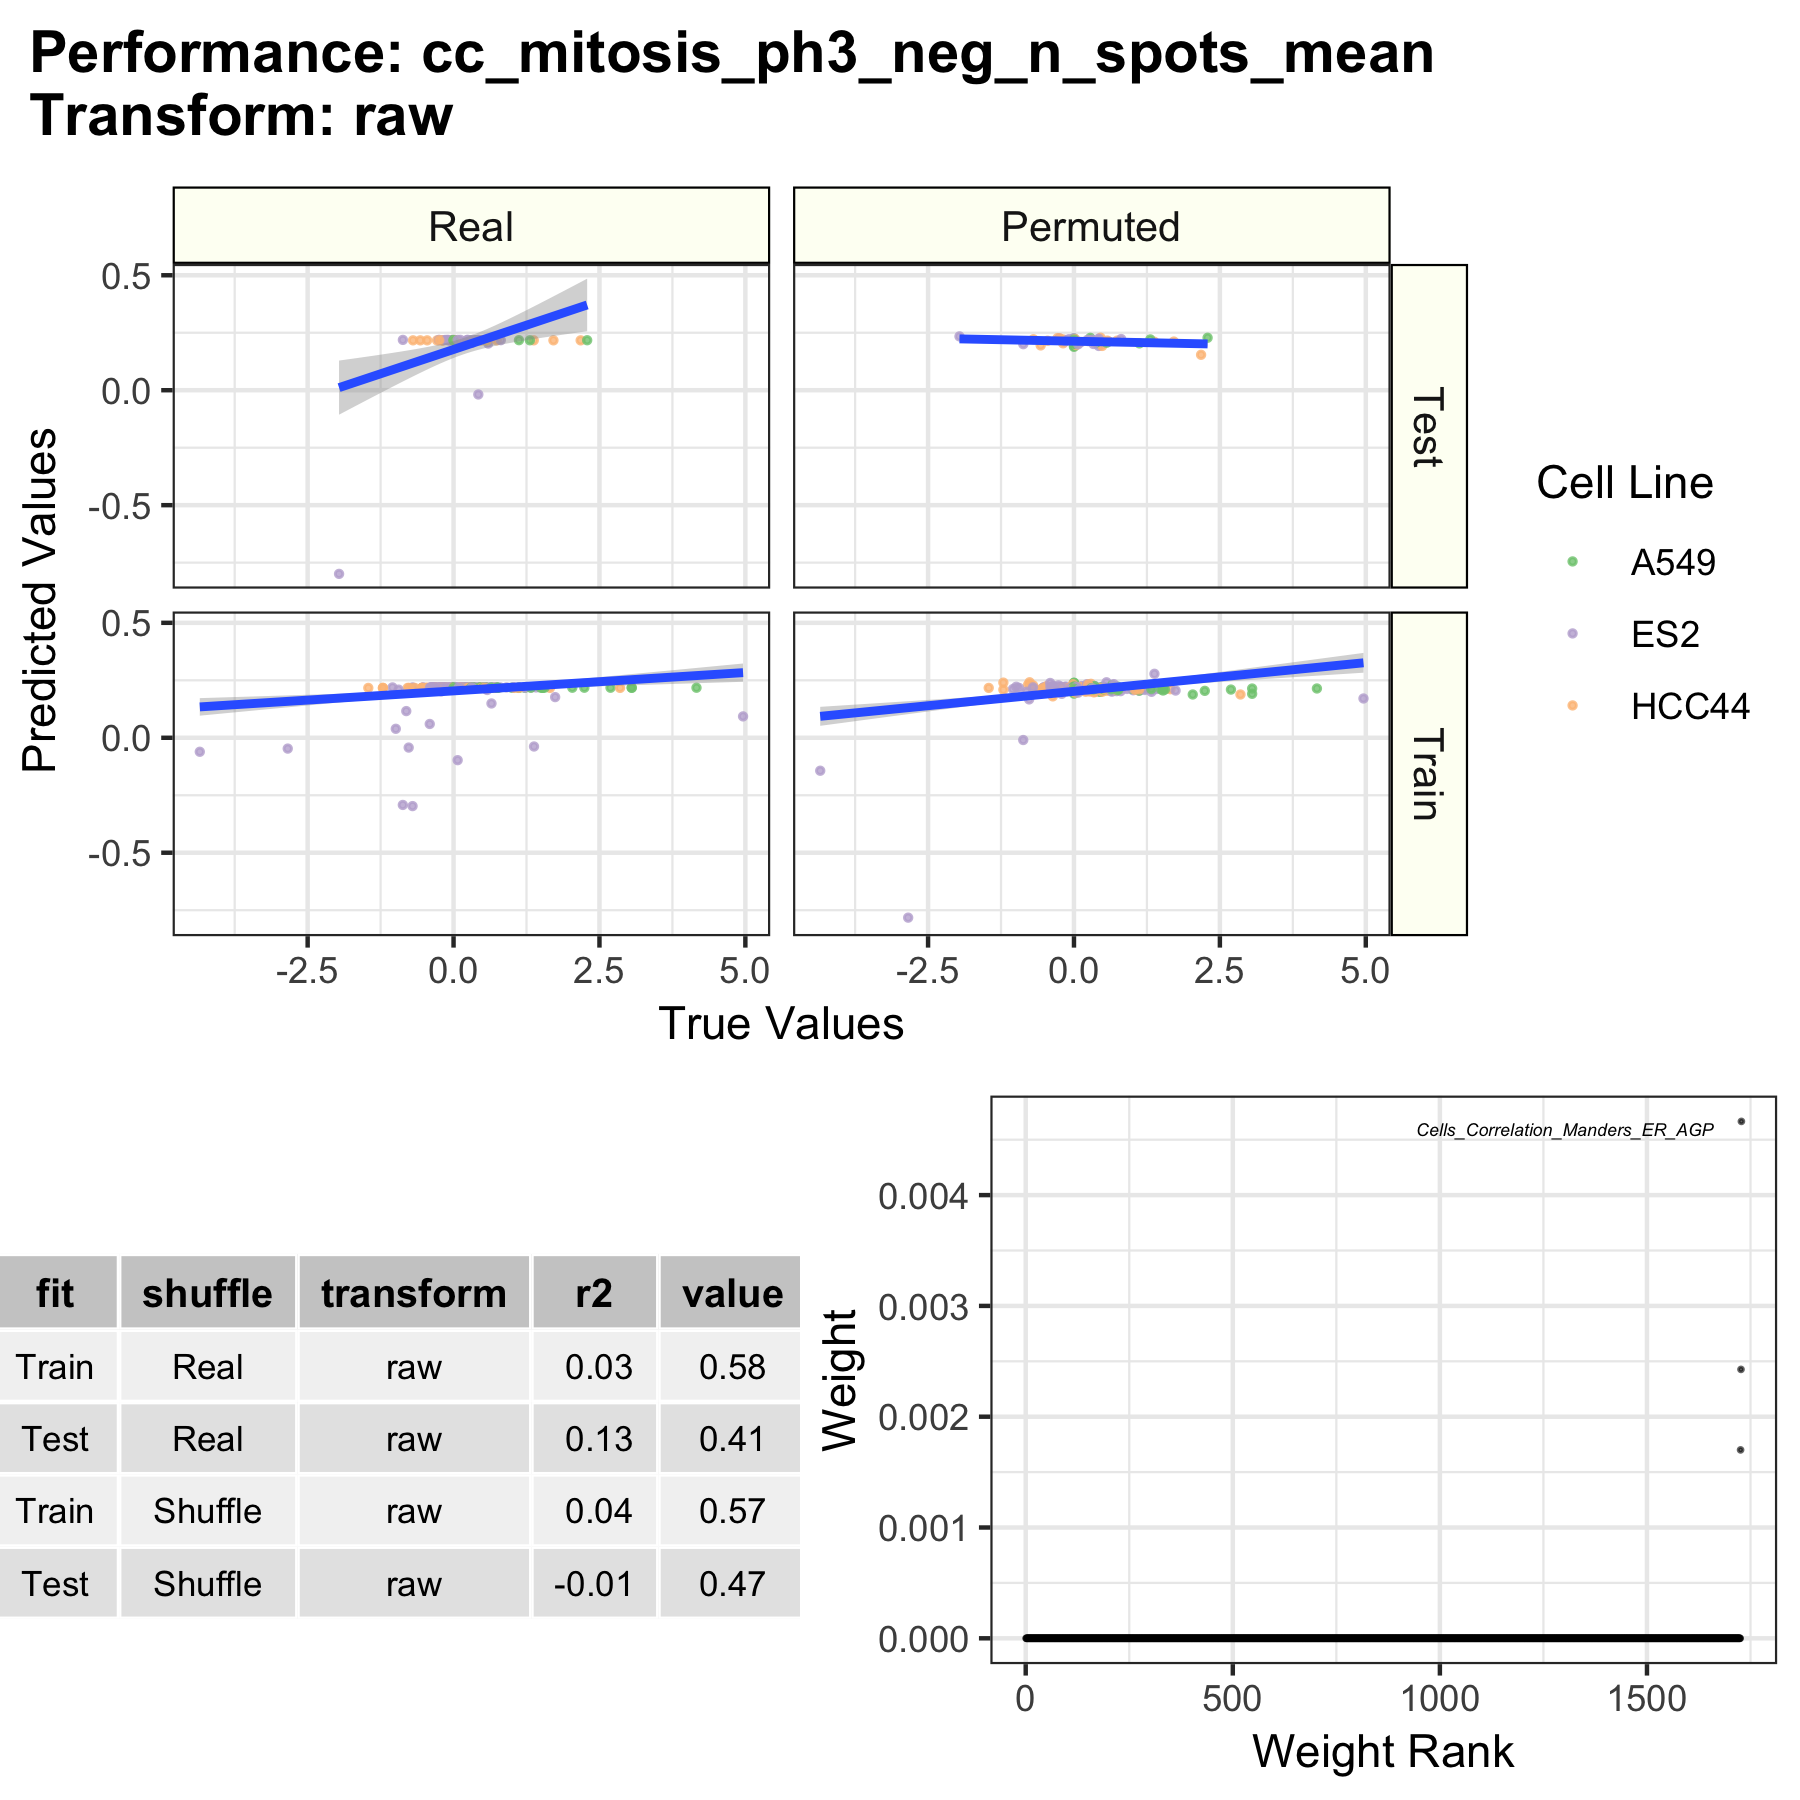 Performance: cc_mitosis_ph3_neg_n_spots_mean
Transform: raw
Real
Permuted
0.5
0.0
-0.5
Test
0.5
0.0
-0.5
Train
Predicted Values
-2.5 0.0 2.5 5.0
-2.5 0.0 2.5 5.0
True Values
Cell Line
A549
ES2
HCC44
fit shuffle transform r2 value
Train Real raw 0.03 0.58
Test Real raw 0.13 0.41
Train Shuffle raw 0.04 0.57
Test Shuffle raw -0.01 0.47
Cells_Correlation_Manders_ER_AGP
0.004
0.003
0.002
0.001
0.000
Weight
0 500 1000 1500
Weight Rank